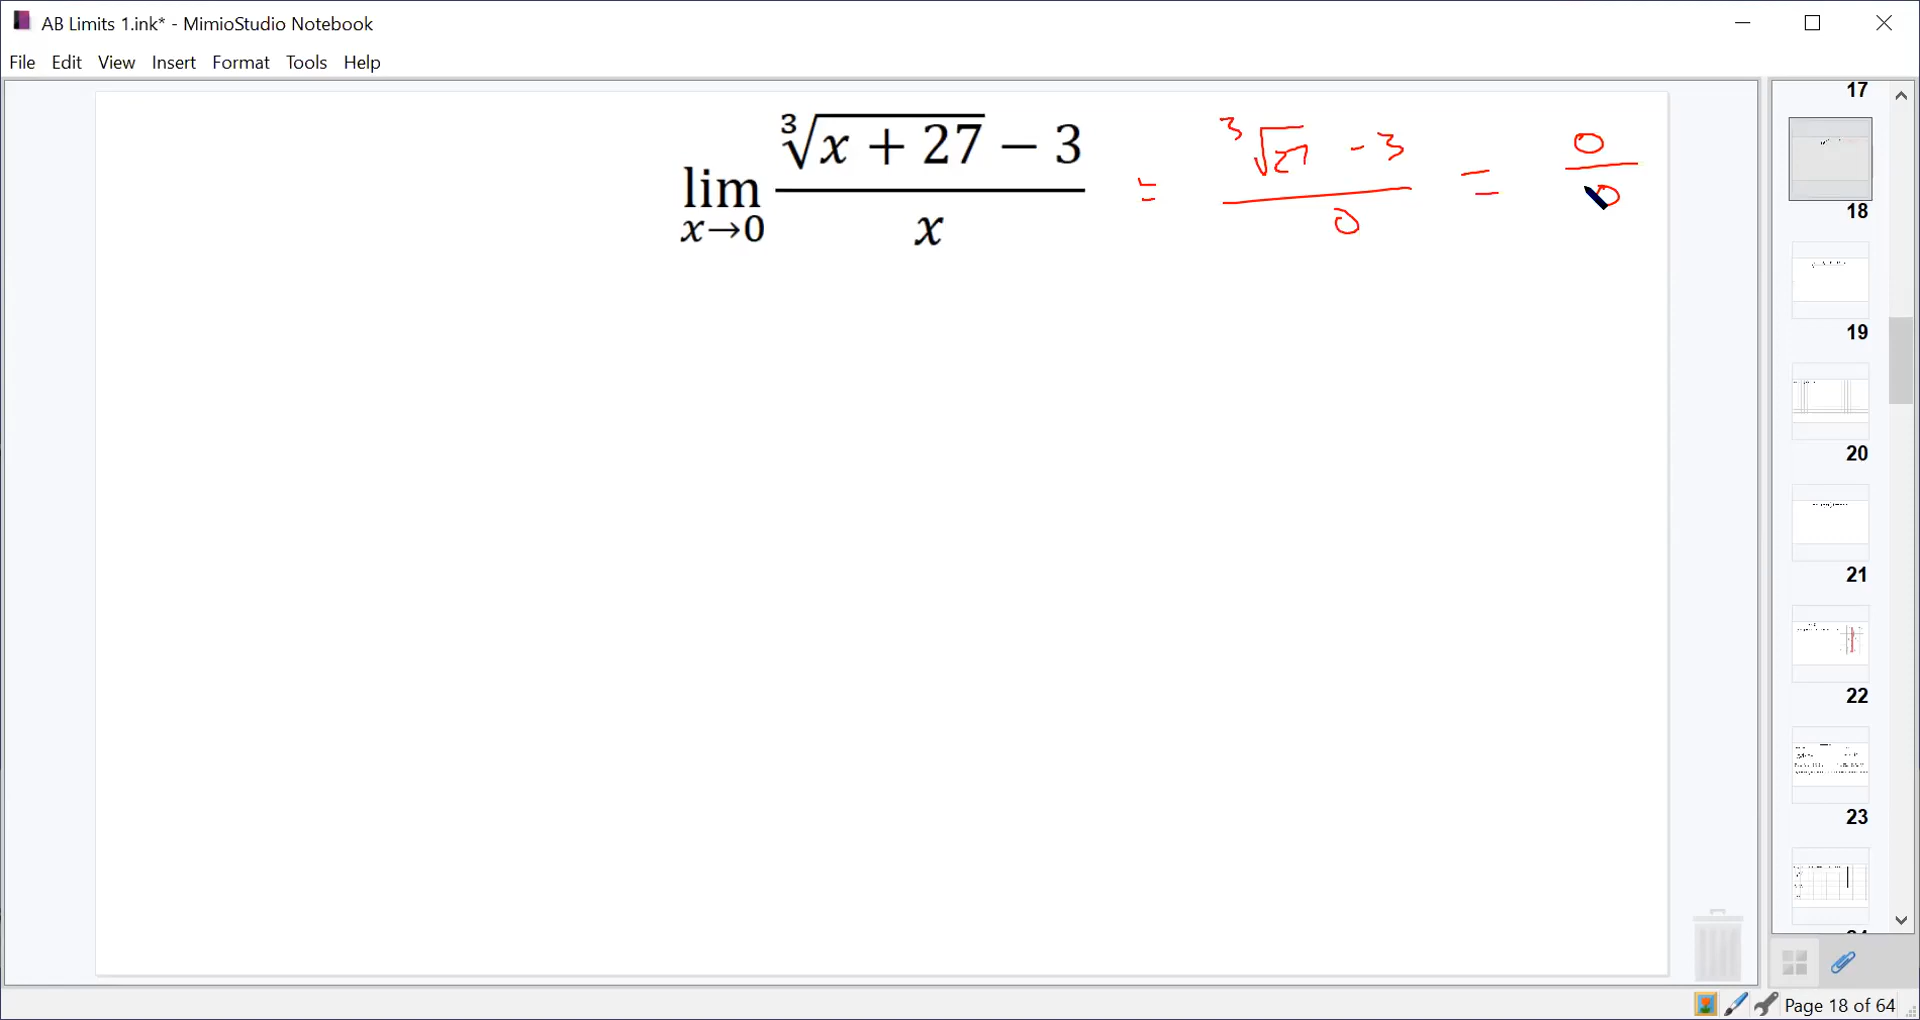 AB Limits 1.ink* - MimioStudio Notebook
File Edit View Insert Format Tools Help
lim x→0 (∛(x + 27) − 3) / x = (∛27 - 3) / 0 = 0 / 0
17
18
19
20
21
22
23
Page 18 of 64